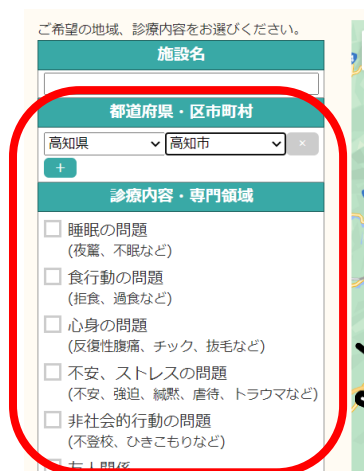 ご希望の地域、診療内容をお選びください。
施設名
都道府県・区市町村
高知県 高知市 ×
+
診療内容・専門領域
睡眠の問題
(夜驚、不眠など)
食行動の問題
(拒食、過食など)
心身の問題
(反復性腹痛、チック、抜毛など)
不安、ストレスの問題
(不安、強迫、緘黙、虐待、トラウマなど)
非社会的行動の問題
(不登校、ひきこもりなど)
友人関係